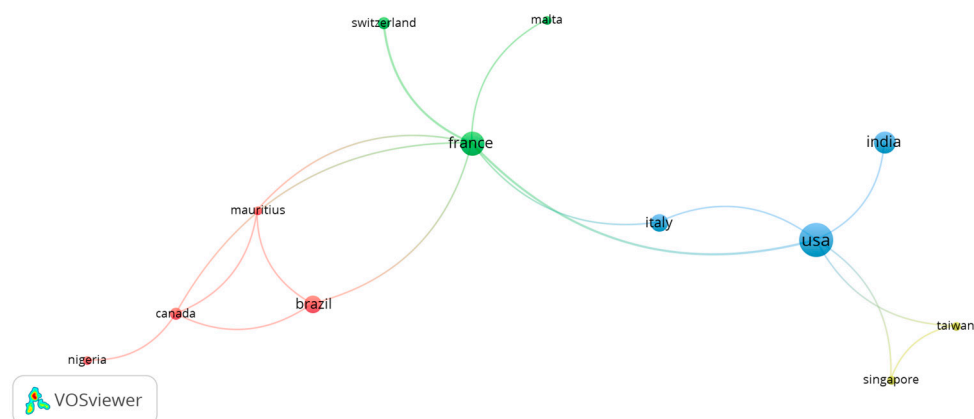 switzerland
malta
france
india
mauritius
italy
usa
brazil
canada
taiwan
nigeria
singapore
VOSviewer